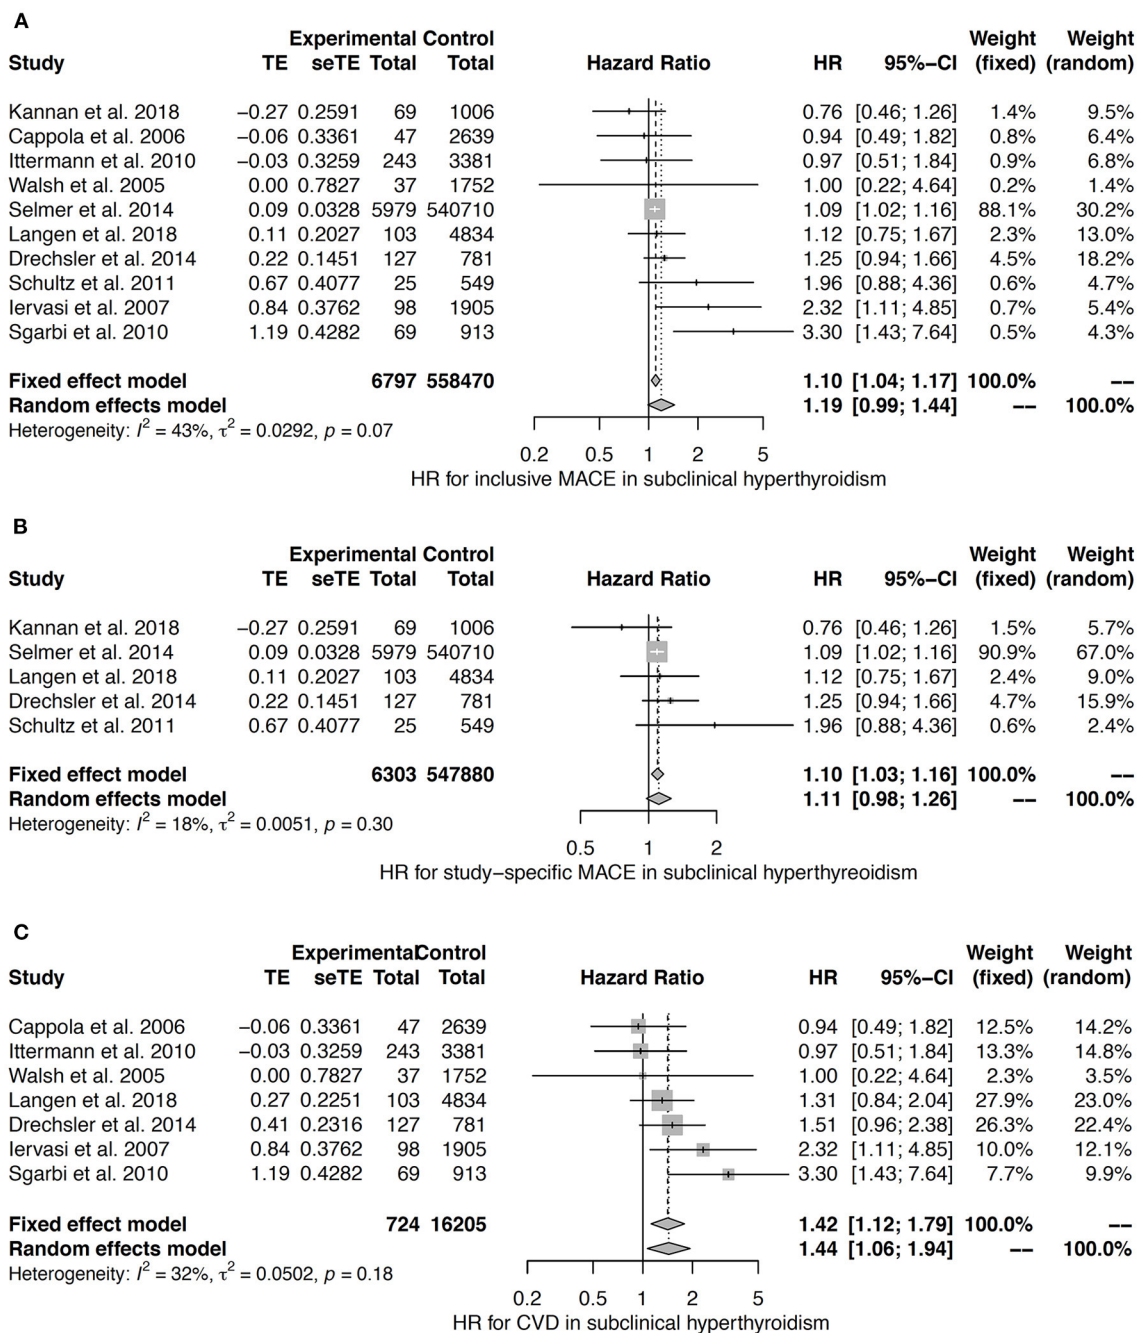 A
Experimental Control Weight Weight
Study TE seTE Total Total Hazard Ratio HR 95%−CI (fixed) (random)
Kannan et al. 2018 −0.27 0.2591 69 1006 0.76 [0.46; 1.26] 1.4% 9.5%
Cappola et al. 2006 −0.06 0.3361 47 2639 0.94 [0.49; 1.82] 0.8% 6.4%
Ittermann et al. 2010 −0.03 0.3259 243 3381 0.97 [0.51; 1.84] 0.9% 6.8%
Walsh et al. 2005 0.00 0.7827 37 1752 1.00 [0.22; 4.64] 0.2% 1.4%
Selmer et al. 2014 0.09 0.0328 5979 540710 1.09 [1.02; 1.16] 88.1% 30.2%
Langen et al. 2018 0.11 0.2027 103 4834 1.12 [0.75; 1.67] 2.3% 13.0%
Drechsler et al. 2014 0.22 0.1451 127 781 1.25 [0.94; 1.66] 4.5% 18.2%
Schultz et al. 2011 0.67 0.4077 25 549 1.96 [0.88; 4.36] 0.6% 4.7%
Iervasi et al. 2007 0.84 0.3762 98 1905 2.32 [1.11; 4.85] 0.7% 5.4%
Sgarbi et al. 2010 1.19 0.4282 69 913 3.30 [1.43; 7.64] 0.5% 4.3%
Fixed effect model 6797 558470 1.10 [1.04; 1.17] 100.0% −−
Random effects model 1.19 [0.99; 1.44] −− 100.0%
Heterogeneity: I² = 43%, τ² = 0.0292, p = 0.07
0.2 0.5 1 2 5
HR for inclusive MACE in subclinical hyperthyroidism
B
Experimental Control Weight Weight
Study TE seTE Total Total Hazard Ratio HR 95%−CI (fixed) (random)
Kannan et al. 2018 −0.27 0.2591 69 1006 0.76 [0.46; 1.26] 1.5% 5.7%
Selmer et al. 2014 0.09 0.0328 5979 540710 1.09 [1.02; 1.16] 90.9% 67.0%
Langen et al. 2018 0.11 0.2027 103 4834 1.12 [0.75; 1.67] 2.4% 9.0%
Drechsler et al. 2014 0.22 0.1451 127 781 1.25 [0.94; 1.66] 4.7% 15.9%
Schultz et al. 2011 0.67 0.4077 25 549 1.96 [0.88; 4.36] 0.6% 2.4%
Fixed effect model 6303 547880 1.10 [1.03; 1.16] 100.0% −−
Random effects model 1.11 [0.98; 1.26] −− 100.0%
Heterogeneity: I² = 18%, τ² = 0.0051, p = 0.30
0.5 1 2
HR for study−specific MACE in subclinical hyperthyreoidism
C
Experimental Control Weight Weight
Study TE seTE Total Total Hazard Ratio HR 95%−CI (fixed) (random)
Cappola et al. 2006 −0.06 0.3361 47 2639 0.94 [0.49; 1.82] 12.5% 14.2%
Ittermann et al. 2010 −0.03 0.3259 243 3381 0.97 [0.51; 1.84] 13.3% 14.8%
Walsh et al. 2005 0.00 0.7827 37 1752 1.00 [0.22; 4.64] 2.3% 3.5%
Langen et al. 2018 0.27 0.2251 103 4834 1.31 [0.84; 2.04] 27.9% 23.0%
Drechsler et al. 2014 0.41 0.2316 127 781 1.51 [0.96; 2.38] 26.3% 22.4%
Iervasi et al. 2007 0.84 0.3762 98 1905 2.32 [1.11; 4.85] 10.0% 12.1%
Sgarbi et al. 2010 1.19 0.4282 69 913 3.30 [1.43; 7.64] 7.7% 9.9%
Fixed effect model 724 16205 1.42 [1.12; 1.79] 100.0% −−
Random effects model 1.44 [1.06; 1.94] −− 100.0%
Heterogeneity: I² = 32%, τ² = 0.0502, p = 0.18
0.2 0.5 1 2 5
HR for CVD in subclinical hyperthyroidism